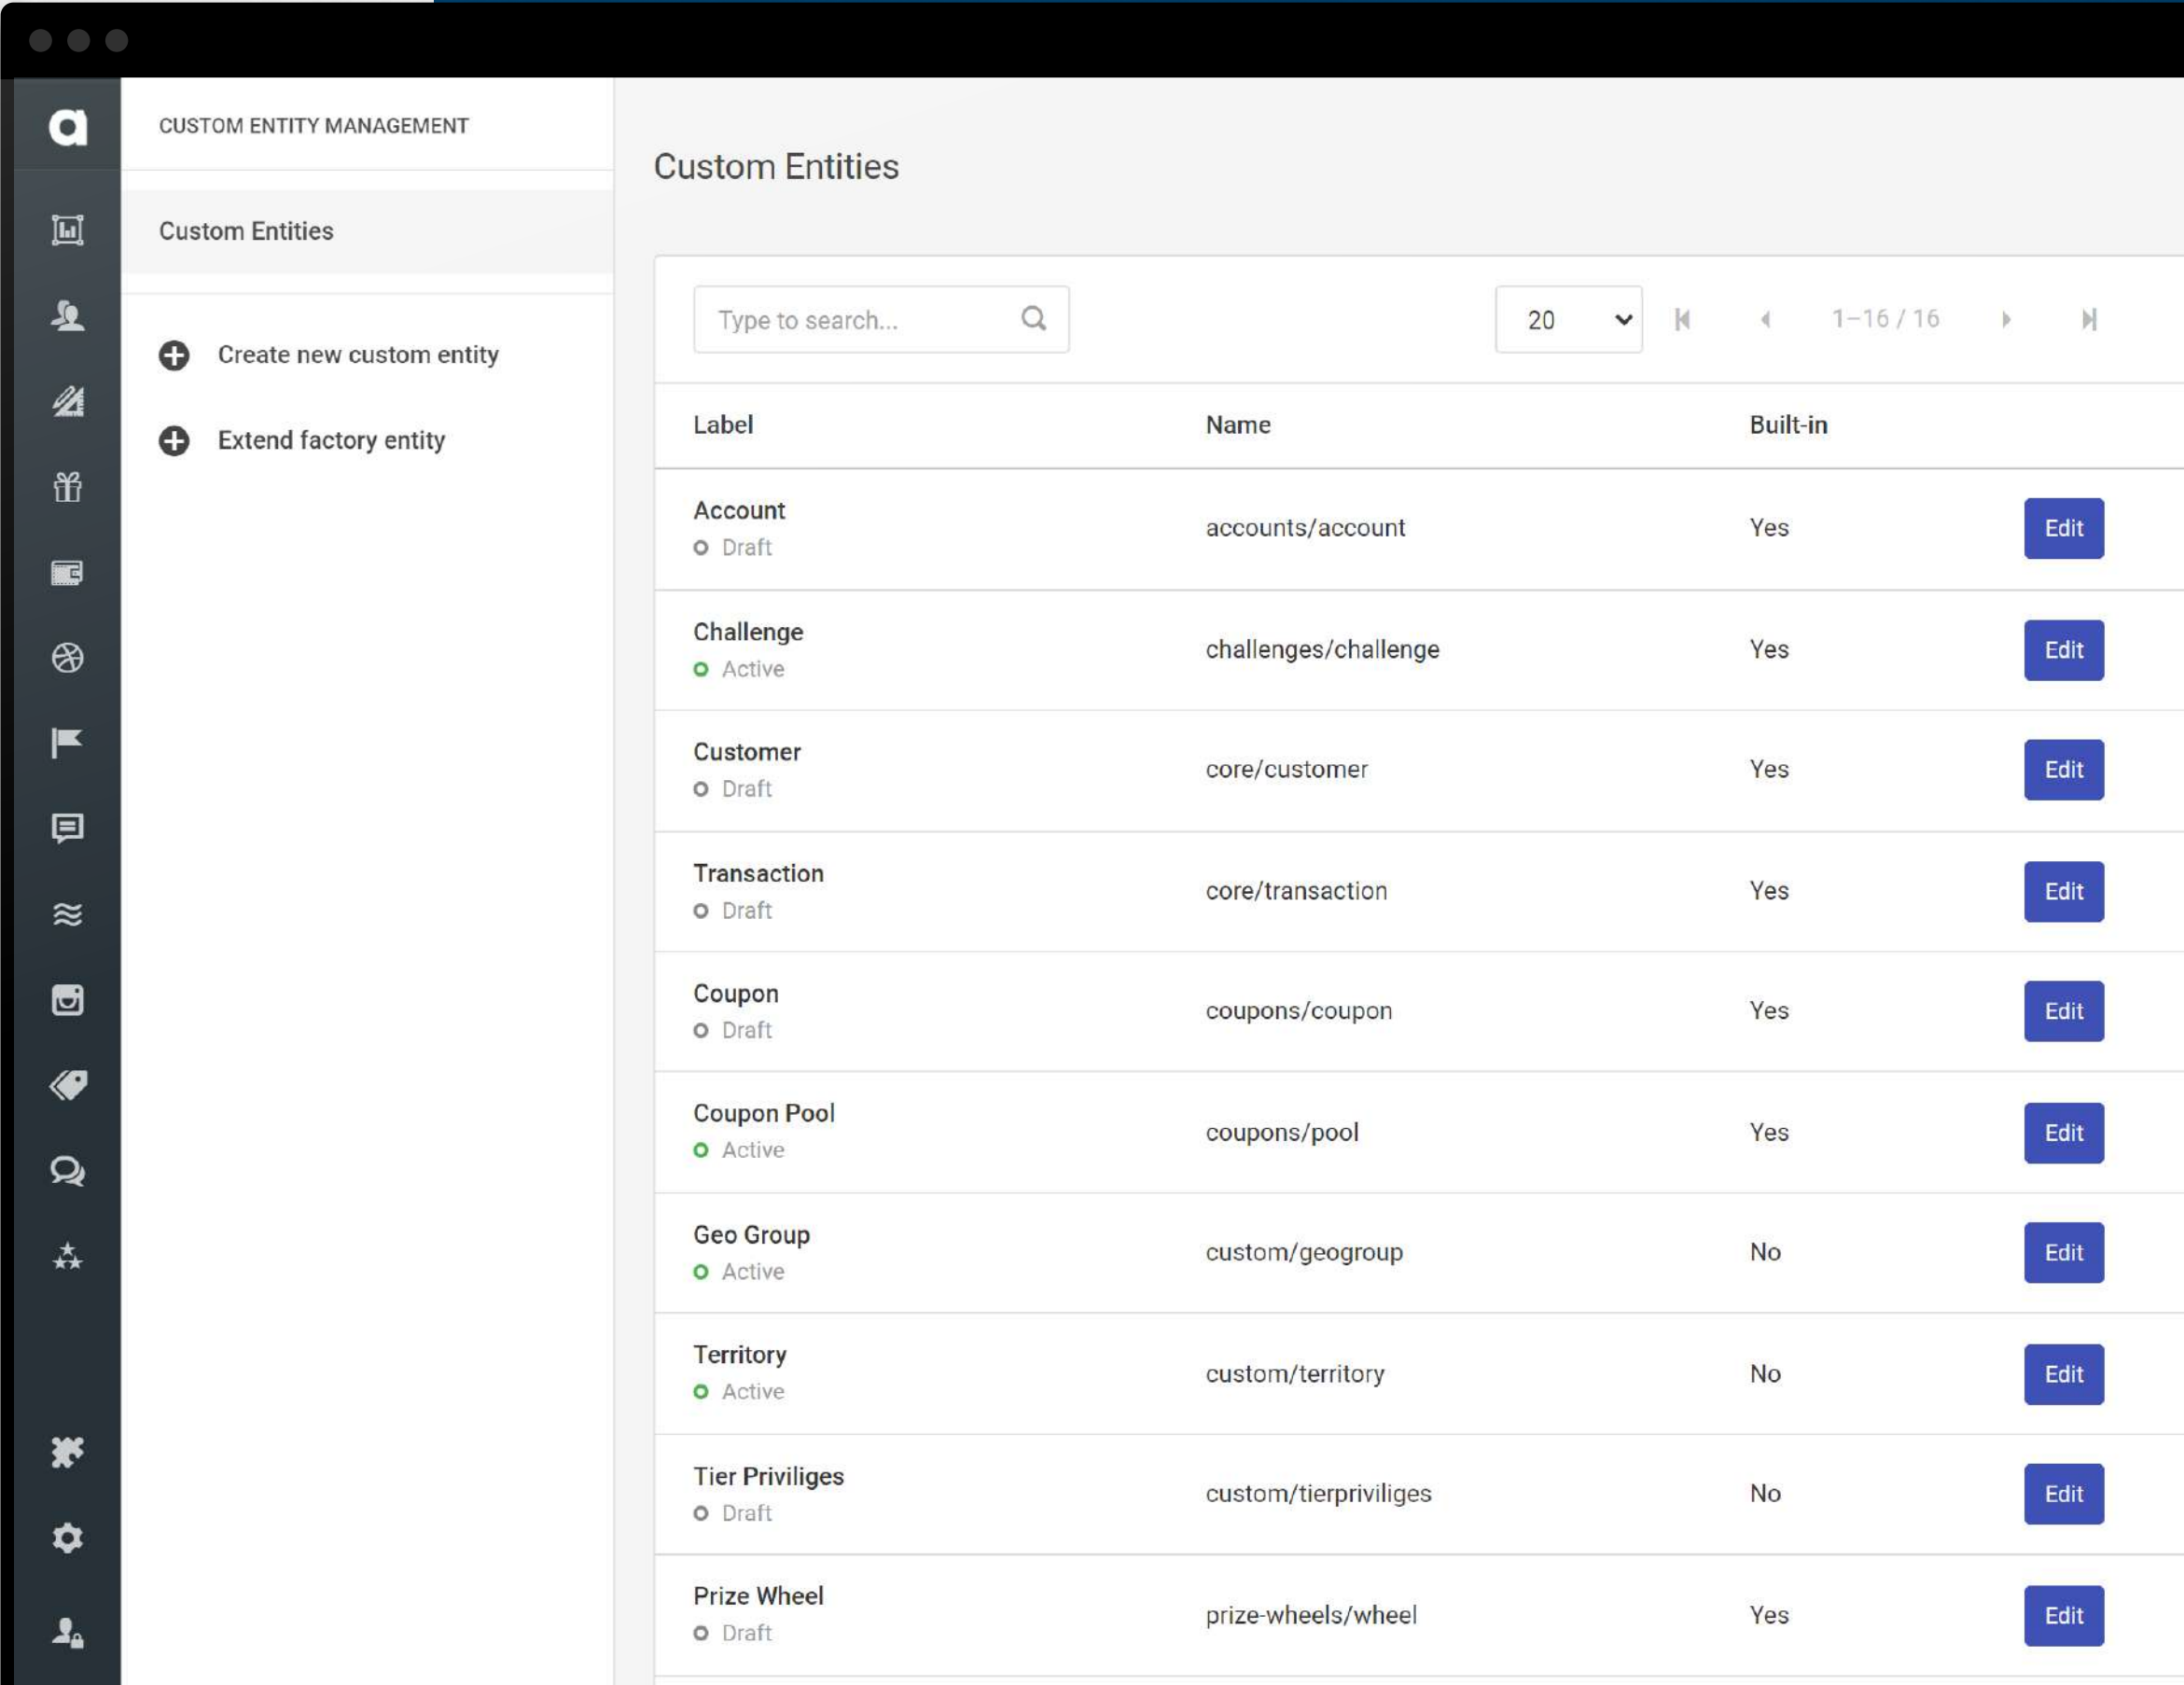 a
CUSTOM ENTITY MANAGEMENT
Custom Entities
Create new custom entity
Extend factory entity
Custom Entities
Type to search...
20
1–16 / 16
Label Name Built-in
Account
Draft
accounts/account Yes Edit
Challenge
Active
challenges/challenge Yes Edit
Customer
Draft
core/customer Yes Edit
Transaction
Draft
core/transaction Yes Edit
Coupon
Draft
coupons/coupon Yes Edit
Coupon Pool
Active
coupons/pool Yes Edit
Geo Group
Active
custom/geogroup No Edit
Territory
Active
custom/territory No Edit
Tier Priviliges
Draft
custom/tierpriviliges No Edit
Prize Wheel
Draft
prize-wheels/wheel Yes Edit